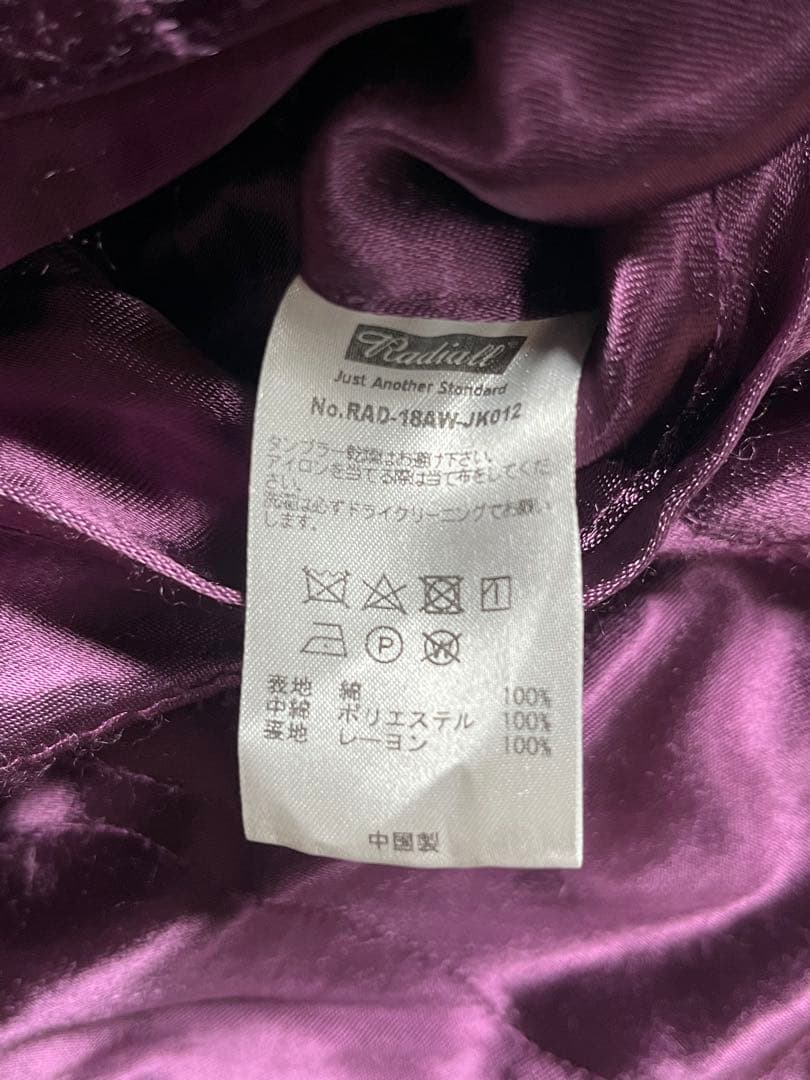 Radiall
Just Another Standard
No.RAD-18AW-JK012
タンブラー乾燥はお避け下さい。
アイロンを当てる際は当て布をしてくだ
さい。
洗濯は必ずドライクリーニングでお願い
します。
P
W
表地 綿 100%
中綿 ポリエステル 100%
裏地 レーヨン 100%
中国製